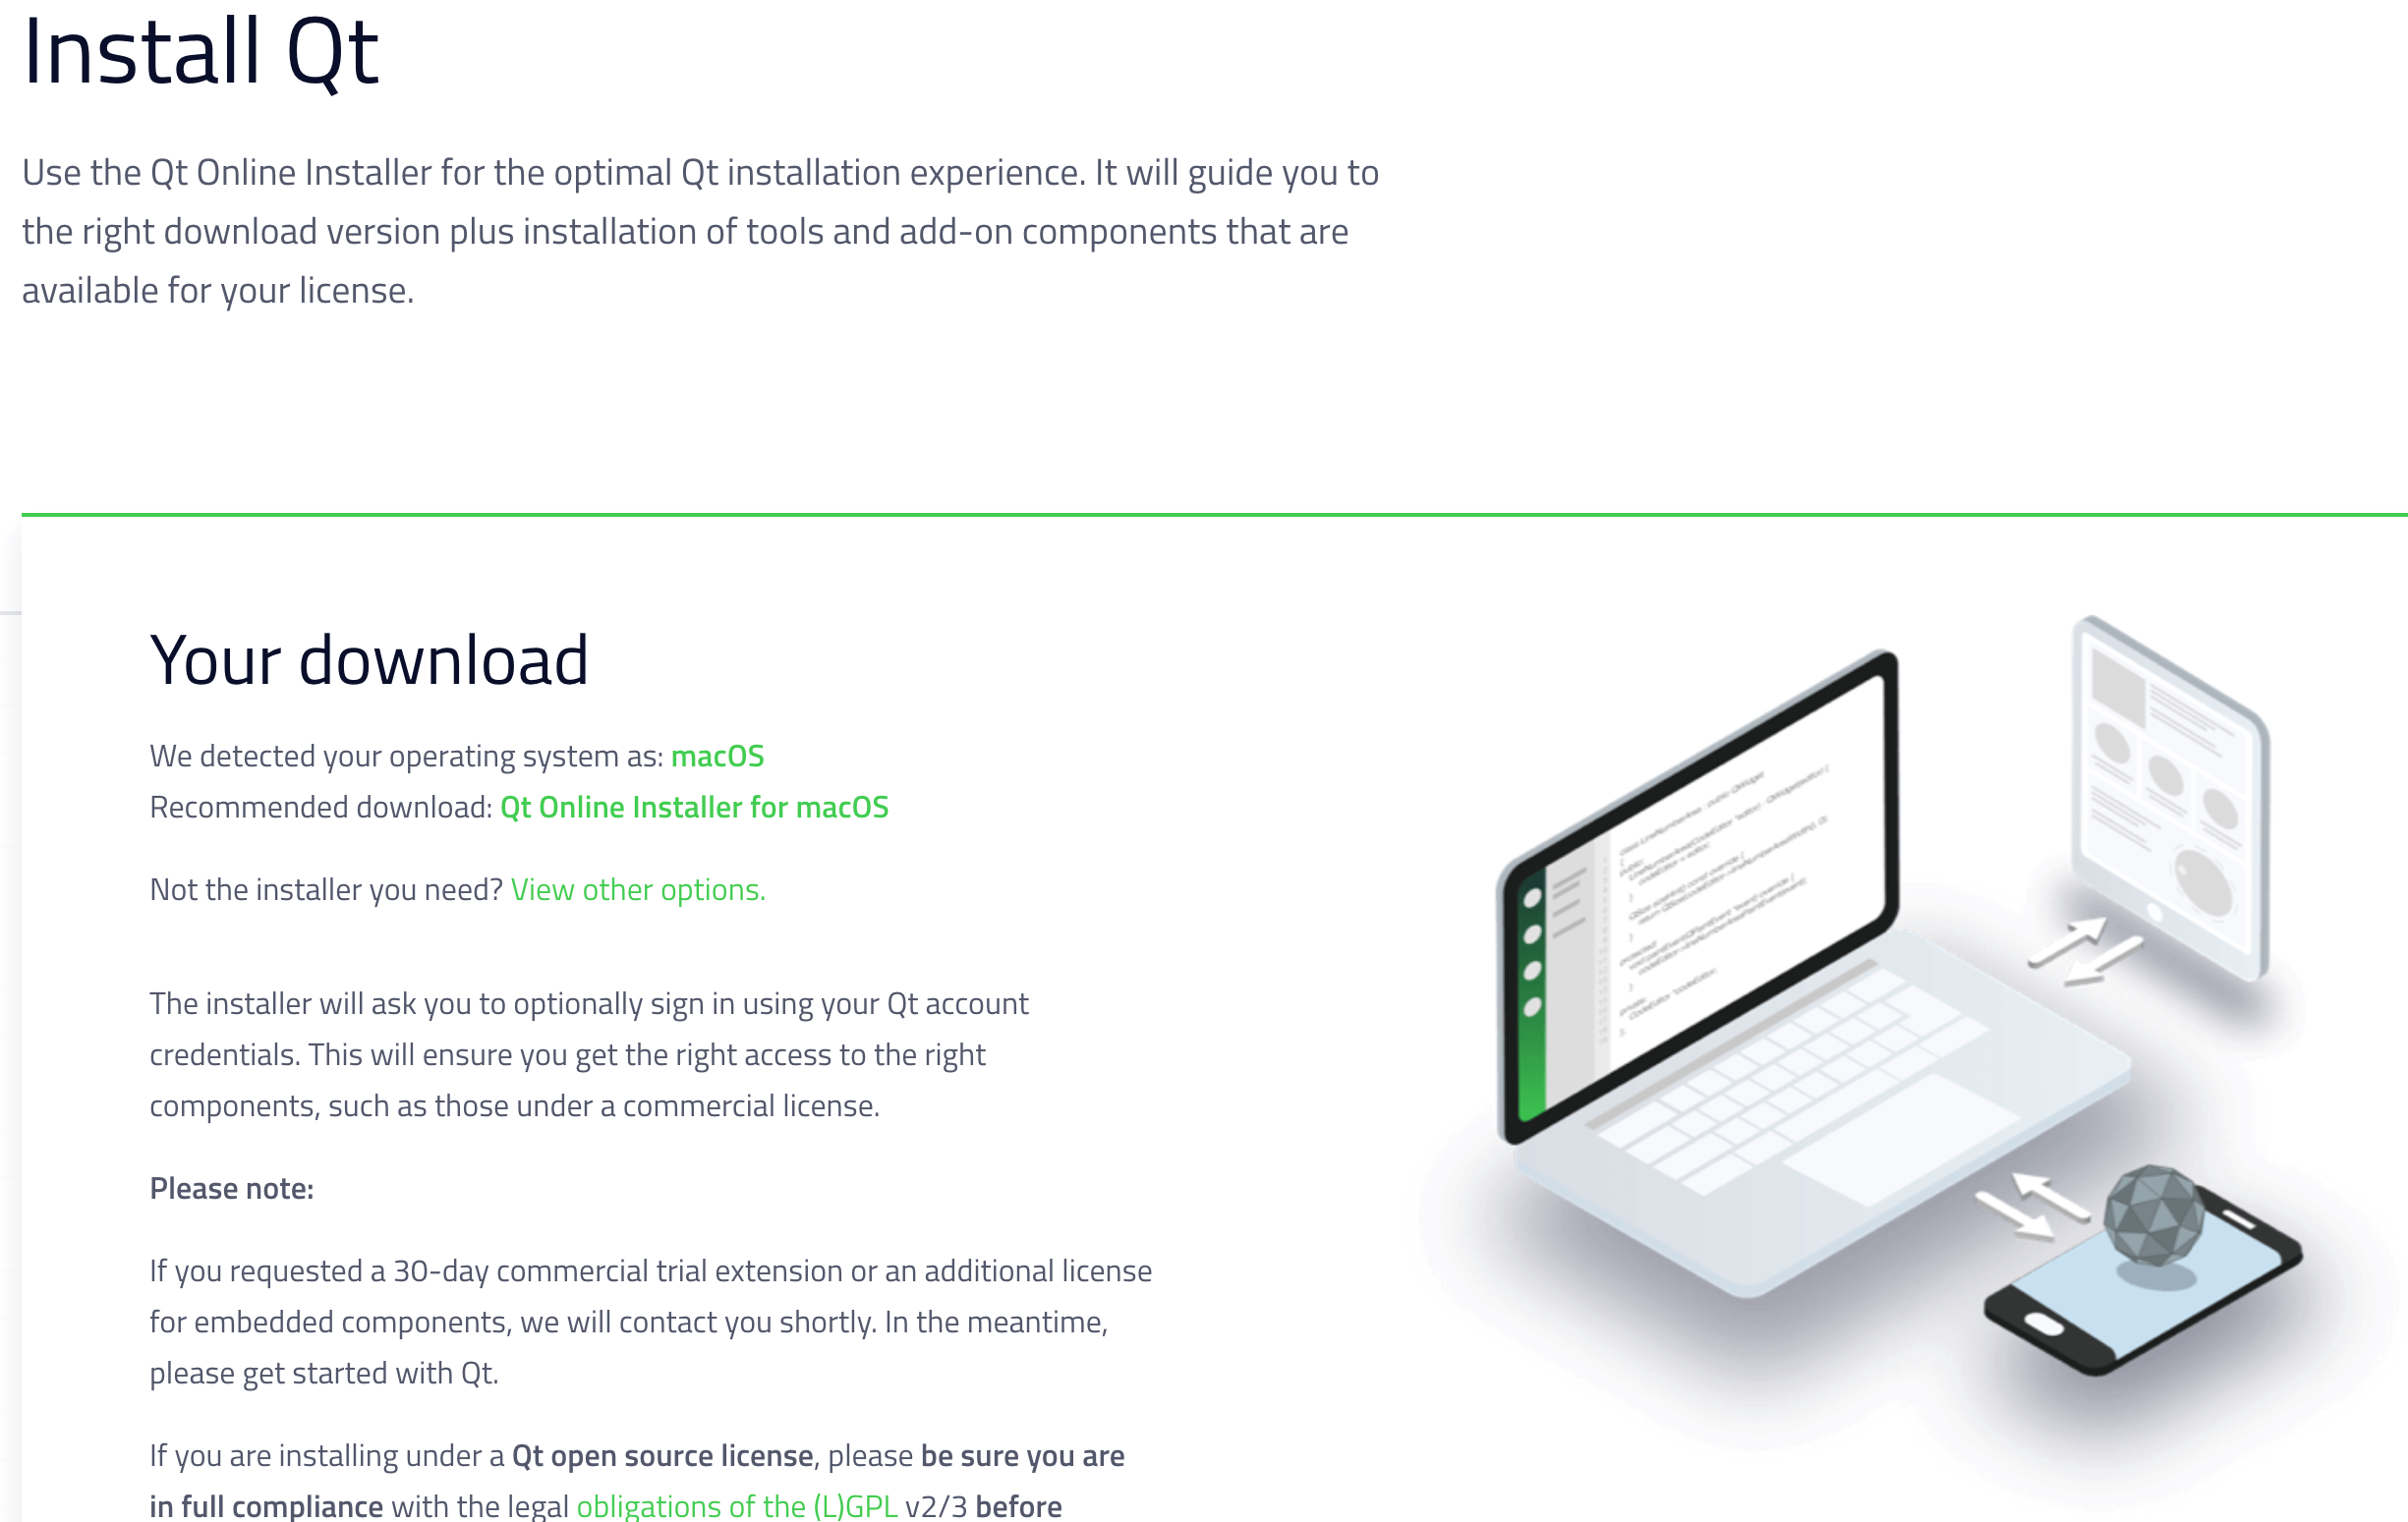 Install Qt
Use the Qt Online Installer for the optimal Qt installation experience. It will guide you to
the right download version plus installation of tools and add-on components that are
available for your license.
Your download
We detected your operating system as: macOS
Recommended download: Qt Online Installer for macOS
Not the installer you need? View other options.
The installer will ask you to optionally sign in using your Qt account
credentials. This will ensure you get the right access to the right
components, such as those under a commercial license.
Please note:
If you requested a 30-day commercial trial extension or an additional license
for embedded components, we will contact you shortly. In the meantime,
please get started with Qt.
If you are installing under a Qt open source license, please be sure you are
in full compliance with the legal obligations of the (L)GPL v2/3 before